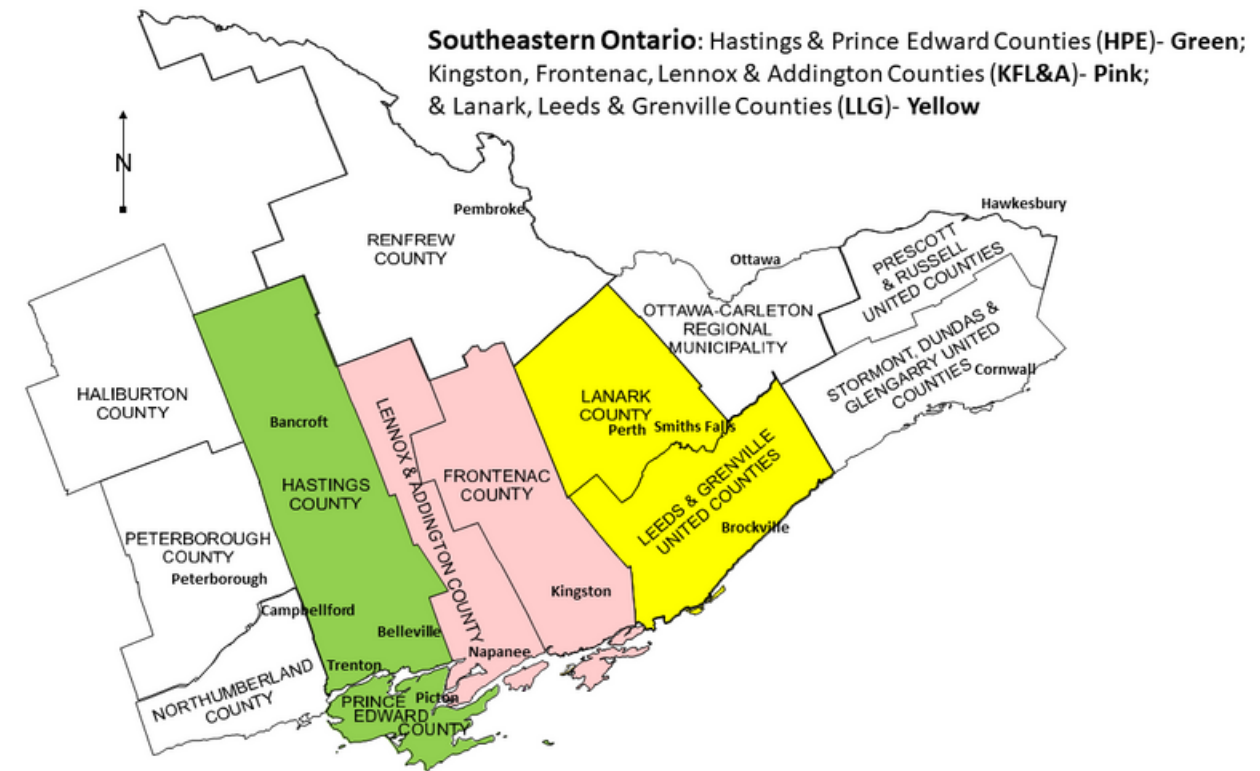 Southeastern Ontario: Hastings & Prince Edward Counties (HPE)- Green;
Kingston, Frontenac, Lennox & Addington Counties (KFL&A)- Pink;
& Lanark, Leeds & Grenville Counties (LLG)- Yellow
N
Pembroke
Hawkesbury
RENFREW
COUNTY
Ottawa
PRESCOTT
& RUSSELL
UNITED COUNTIES
OTTAWA-CARLETON
REGIONAL
MUNICIPALITY
STORMONT, DUNDAS &
GLENGARRY UNITED
COUNTIES
Cornwall
HALIBURTON
COUNTY
LANARK
COUNTY
Perth
Smiths Falls
Bancroft
LENNOX & ADDINGTON COUNTY
HASTINGS
COUNTY
FRONTENAC
COUNTY
LEEDS & GRENVILLE
UNITED COUNTIES
Brockville
PETERBOROUGH
COUNTY
Peterborough
Kingston
Campbellford
Belleville
Napanee
Trenton
NORTHUMBERLAND
COUNTY
Picton
PRINCE
EDWARD
COUNTY